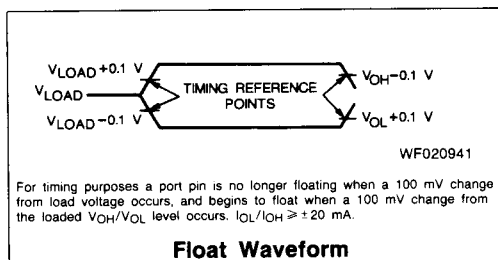 VLOAD+0.1 V
VLOAD
VLOAD−0.1 V
TIMING REFERENCE
POINTS
VOH−0.1 V
VOL+0.1 V
WF020941
For timing purposes a port pin is no longer floating when a 100 mV change
from load voltage occurs, and begins to float when a 100 mV change from
the loaded VOH/VOL level occurs. IOL/IOH ⩾ ± 20 mA.
Float Waveform